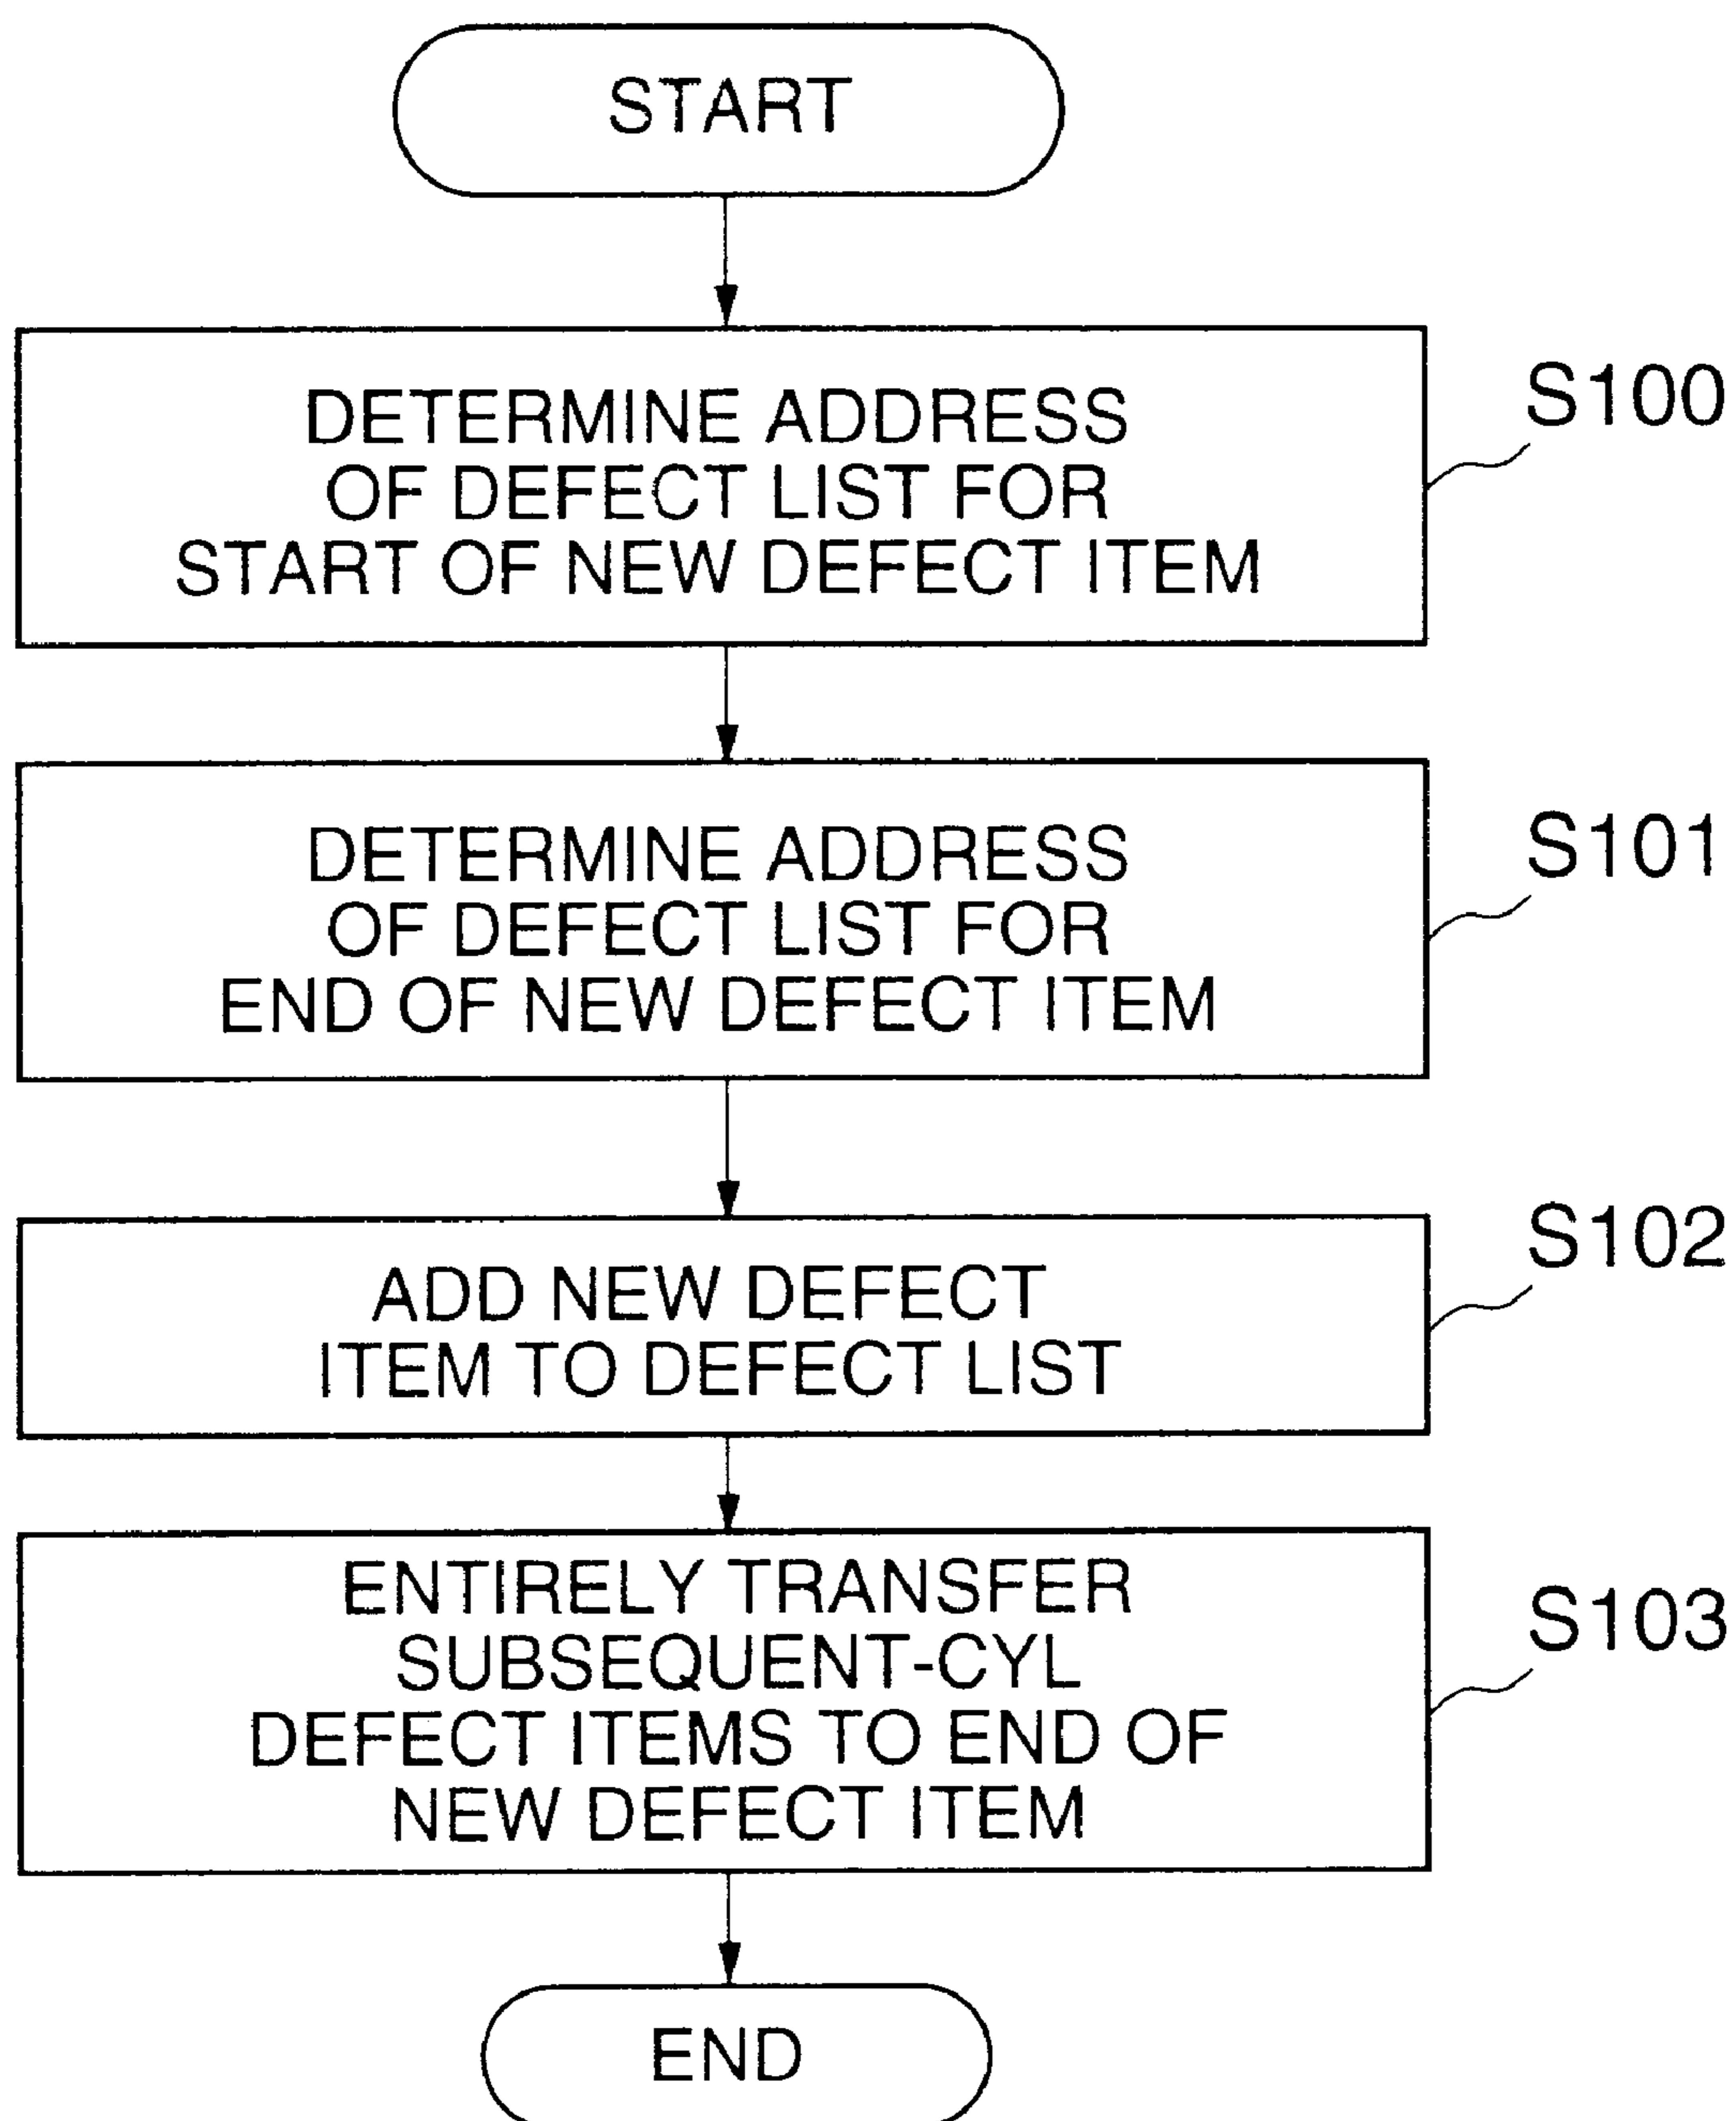 START
DETERMINE ADDRESS
OF DEFECT LIST FOR
START OF NEW DEFECT ITEM
S100
DETERMINE ADDRESS
OF DEFECT LIST FOR
END OF NEW DEFECT ITEM
S101
ADD NEW DEFECT
ITEM TO DEFECT LIST
S102
ENTIRELY TRANSFER
SUBSEQUENT-CYL
DEFECT ITEMS TO END OF
NEW DEFECT ITEM
S103
END